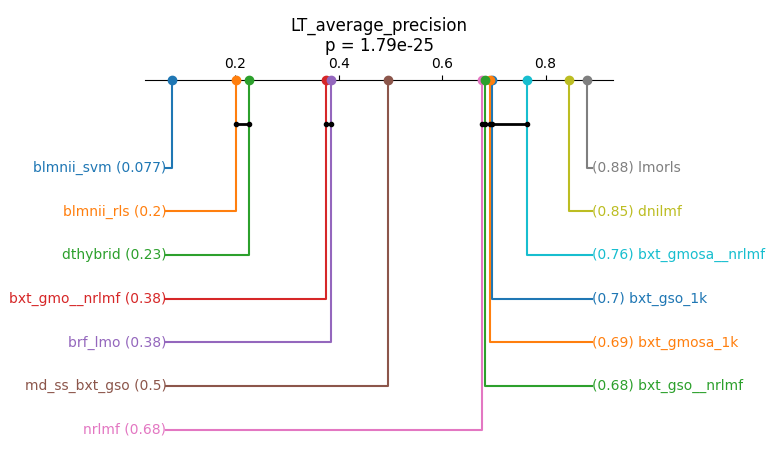 LT_average_precision
p = 1.79e-25
0.2 0.4 0.6 0.8
blmnii_svm (0.077)
(0.88) lmorls
blmnii_rls (0.2)
(0.85) dnilmf
dthybrid (0.23)
(0.76) bxt_gmosa__nrlmf
bxt_gmo__nrlmf (0.38)
(0.7) bxt_gso_1k
brf_lmo (0.38)
(0.69) bxt_gmosa_1k
md_ss_bxt_gso (0.5)
(0.68) bxt_gso__nrlmf
nrlmf (0.68)